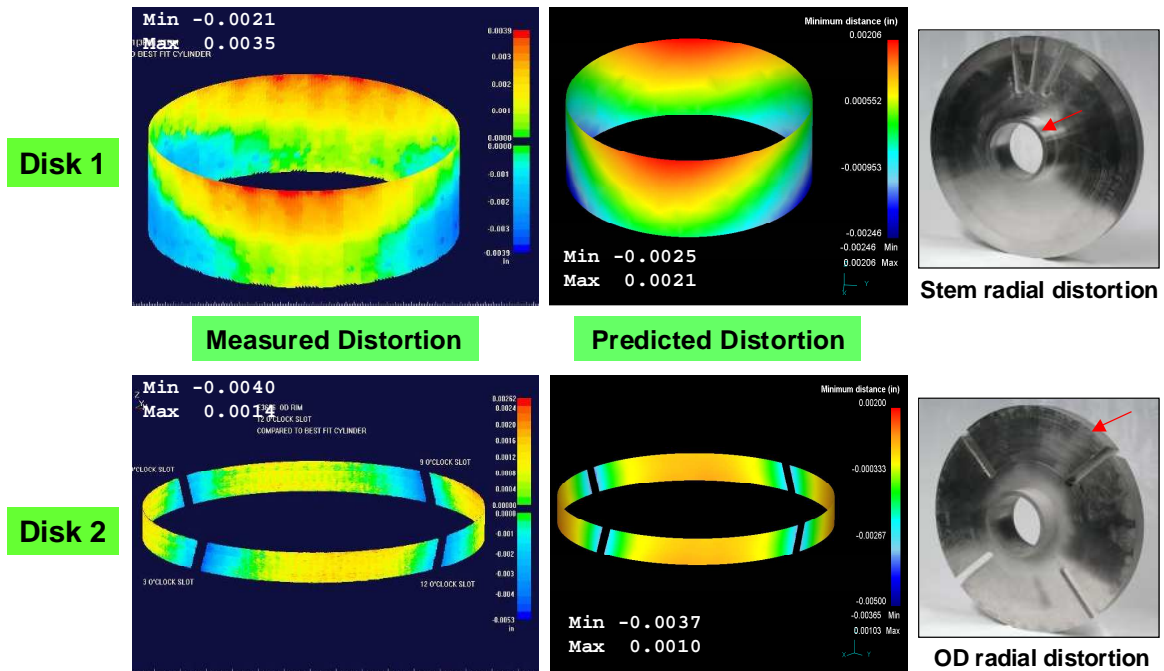 Min -0.0021
Max 0.0035
O BEST FIT CYLINDER
0.0039
0.003
0.002
0.001
0.0000
0.0000
-0.001
-0.002
-0.003
-0.0039
in
Minimum distance (in)
0.00206
0.000552
-0.000953
-0.00246
-0.00246 Min
0.00206 Max
Min -0.0025
Max 0.0021
X Y
Disk 1
Stem radial distortion
Measured Distortion
Predicted Distortion
Min -0.0040
Max 0.0014
OD RIM
12 O'CLOCK SLOT
COMPARED TO BEST FIT CYLINDER
O'CLOCK SLOT
9 O'CLOCK SLOT
3 O'CLOCK SLOT
12 O'CLOCK SLOT
0.00262
0.0024
0.0020
0.0016
0.0012
0.0008
0.0004
0.0000
0.0000
-0.001
-0.002
-0.003
-0.004
-0.0053
in
Minimum distance (in)
0.00200
-0.000333
-0.00267
-0.00500
-0.00365 Min
0.00103 Max
Min -0.0037
Max 0.0010
X Y
Disk 2
OD radial distortion